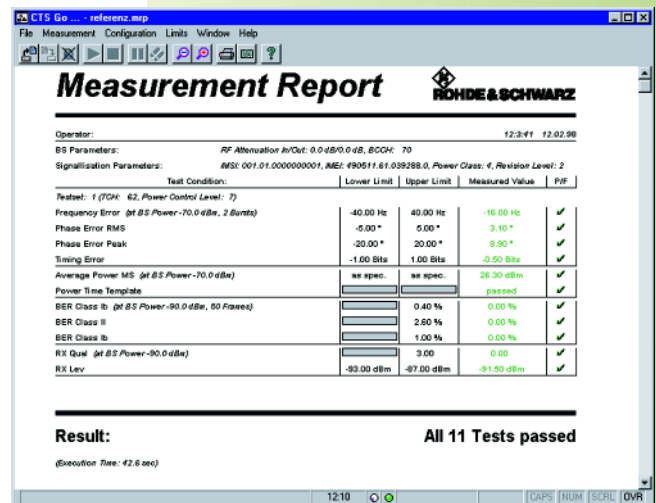 CTS Go ... - referenz.mrp
File Measurement Configuration Limits Window Help
Measurement Report ROHDE & SCHWARZ
Operator: 12:3:41 12.02.98
BS Parameters: RF Attenuation In/Out: 0.0 dB/0.0 dB, BCCH: 70
Signallisation Parameters: IMSI: 001.01.0000000001, IMEI: 490511.61.039288.0, Power Class: 4, Revision Level: 2
Test Condition: Lower Limit Upper Limit Measured Value P/F
Testset: 1 (TCH: 62, Power Control Level: 7)
Frequency Error (at BS Power -70.0 dBm, 2 Bursts) -40.00 Hz 40.00 Hz -16.00 Hz ✔
Phase Error RMS -5.00 ° 5.00 ° 3.10 ° ✔
Phase Error Peak -20.00 ° 20.00 ° 8.90 ° ✔
Timing Error -1.00 Bits 1.00 Bits -0.50 Bits ✔
Average Power MS (at BS Power -70.0 dBm) as spec. as spec. 26.30 dBm ✔
Power Time Template passed ✔
BER Class Ib (at BS Power -90.0 dBm, 50 Frames) 0.40 % 0.00 % ✔
BER Class II 2.60 % 0.00 % ✔
BER Class Ib 1.00 % 0.00 % ✔
RX Qual (at BS Power -90.0 dBm) 3.00 0.00 ✔
RX Lev -93.00 dBm -87.00 dBm -91.50 dBm ✔
Result: All 11 Tests passed
(Execution Time: 42.6 sec)
12:10 CAPS NUM SCRL OVR